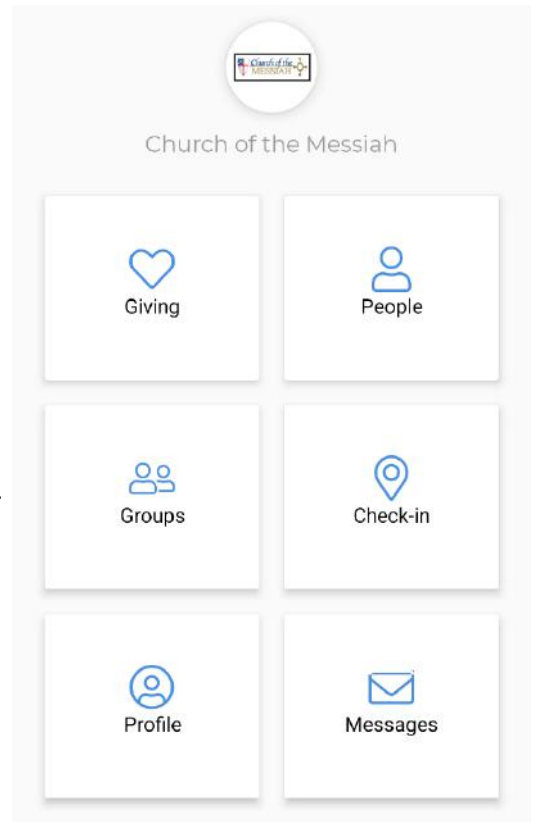 Church of the
MESSIAH
Church of the Messiah
Giving
People
Groups
Check-in
Profile
Messages